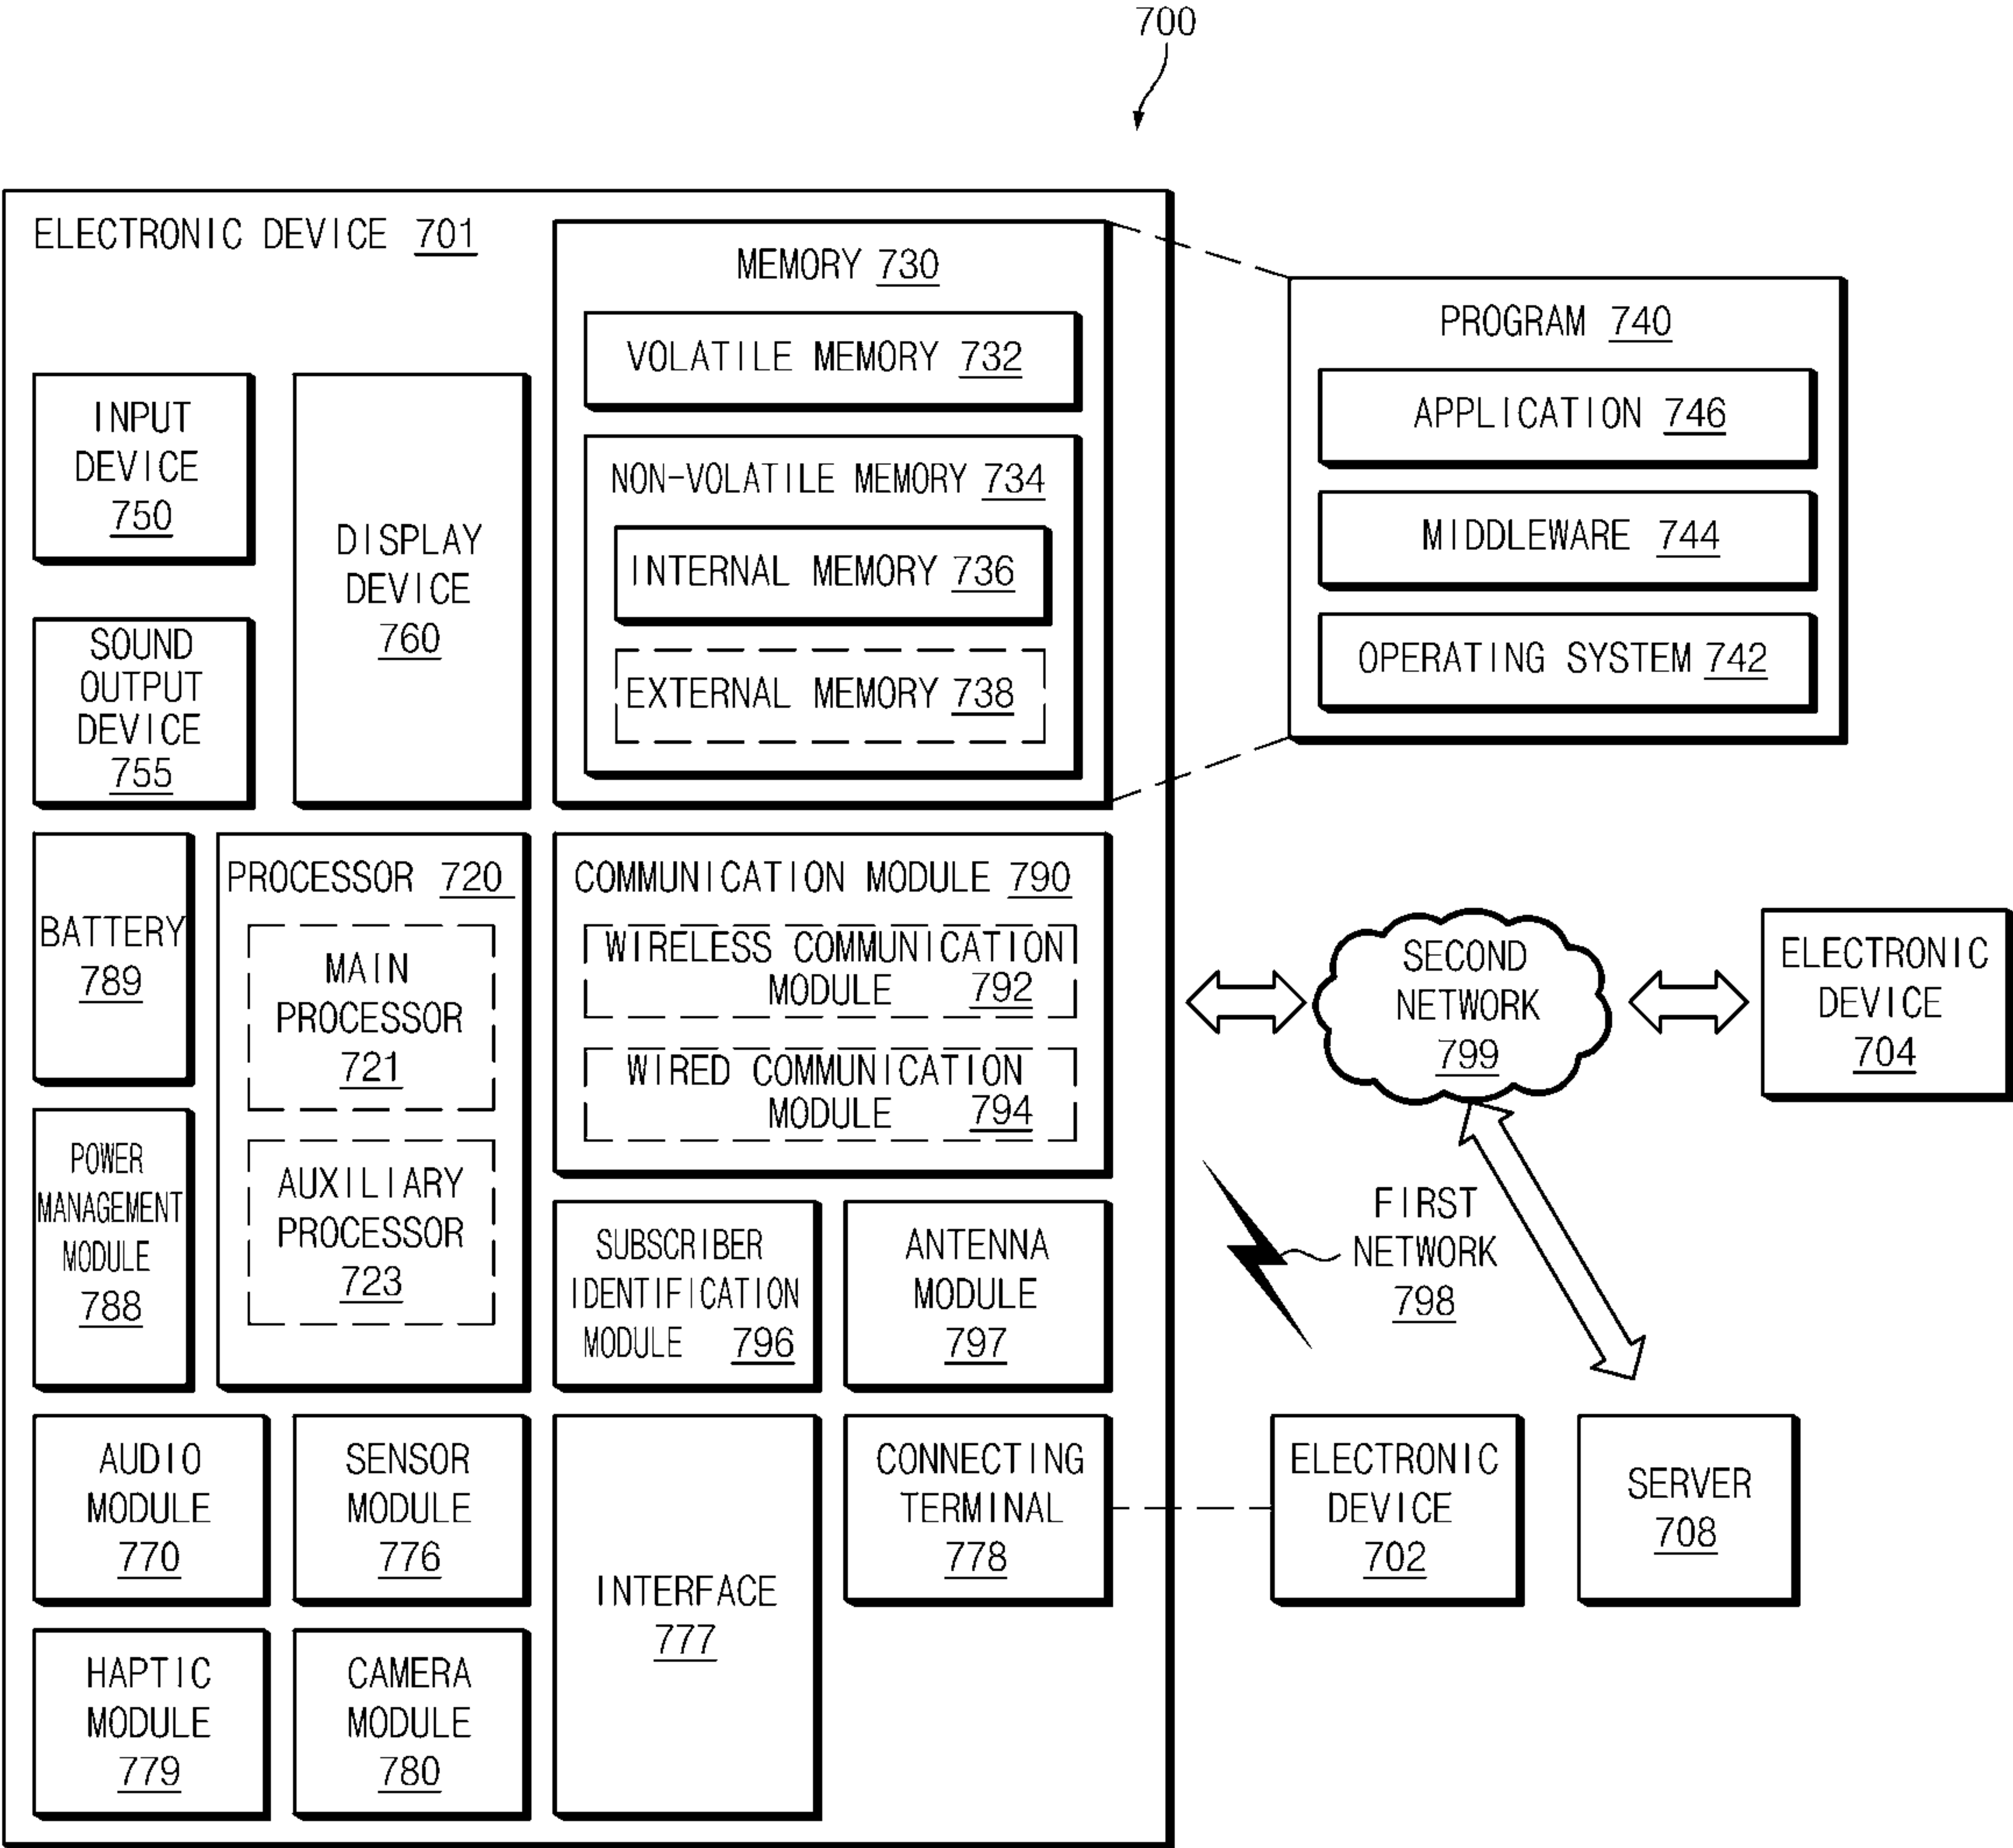 700
ELECTRONIC DEVICE 701
MEMORY 730
VOLATILE MEMORY 732
NON-VOLATILE MEMORY 734
INTERNAL MEMORY 736
EXTERNAL MEMORY 738
PROGRAM 740
APPLICATION 746
MIDDLEWARE 744
OPERATING SYSTEM 742
INPUT
DEVICE
750
SOUND
OUTPUT
DEVICE
755
DISPLAY
DEVICE
760
BATTERY
789
POWER
MANAGEMENT
MODULE
788
PROCESSOR 720
MAIN
PROCESSOR
721
AUXILIARY
PROCESSOR
723
COMMUNICATION MODULE 790
WIRELESS COMMUNICATION
MODULE 792
WIRED COMMUNICATION
MODULE 794
SUBSCRIBER
IDENTIFICATION
MODULE 796
ANTENNA
MODULE
797
SECOND
NETWORK
799
ELECTRONIC
DEVICE
704
FIRST
NETWORK
798
AUDIO
MODULE
770
SENSOR
MODULE
776
INTERFACE
777
CONNECTING
TERMINAL
778
ELECTRONIC
DEVICE
702
SERVER
708
HAPTIC
MODULE
779
CAMERA
MODULE
780